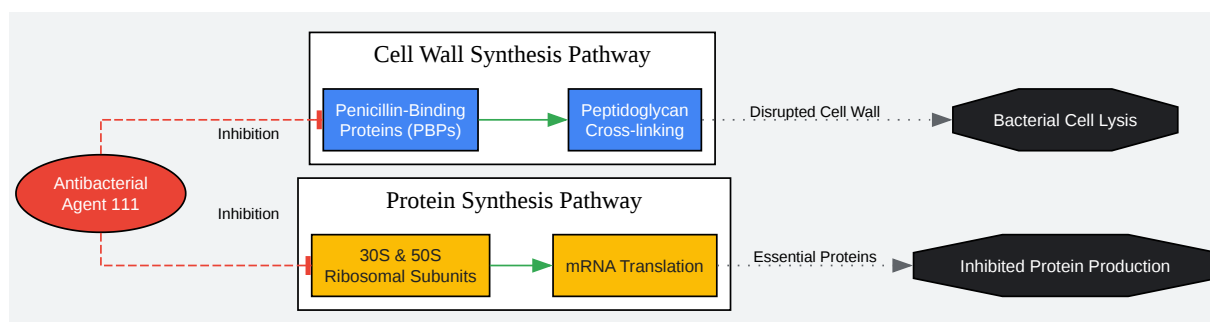 Cell Wall Synthesis Pathway
Penicillin-Binding
Proteins (PBPs)
Peptidoglycan
Cross-linking
Disrupted Cell Wall
Bacterial Cell Lysis
Inhibition
Antibacterial
Agent 111
Inhibition
Protein Synthesis Pathway
30S & 50S
Ribosomal Subunits
mRNA Translation
Essential Proteins
Inhibited Protein Production